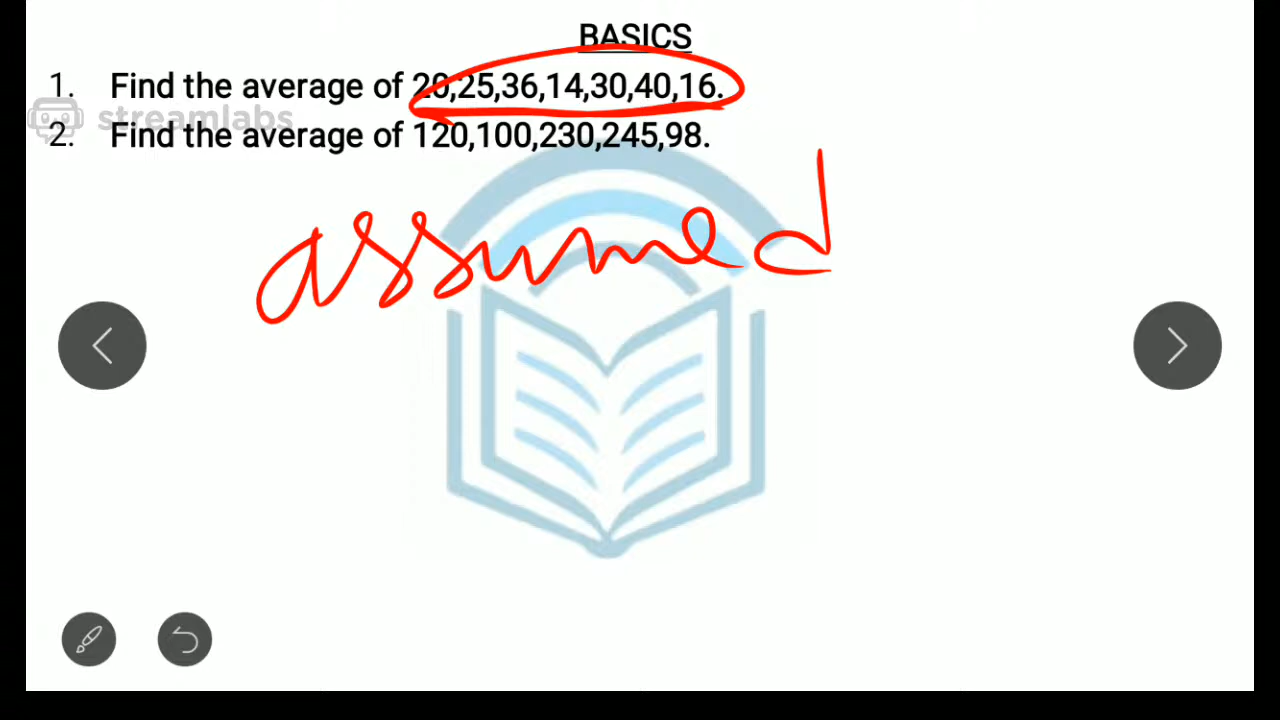 BASICS
1. Find the average of 20,25,36,14,30,40,16.
streamlabs
2. Find the average of 120,100,230,245,98.
assumed